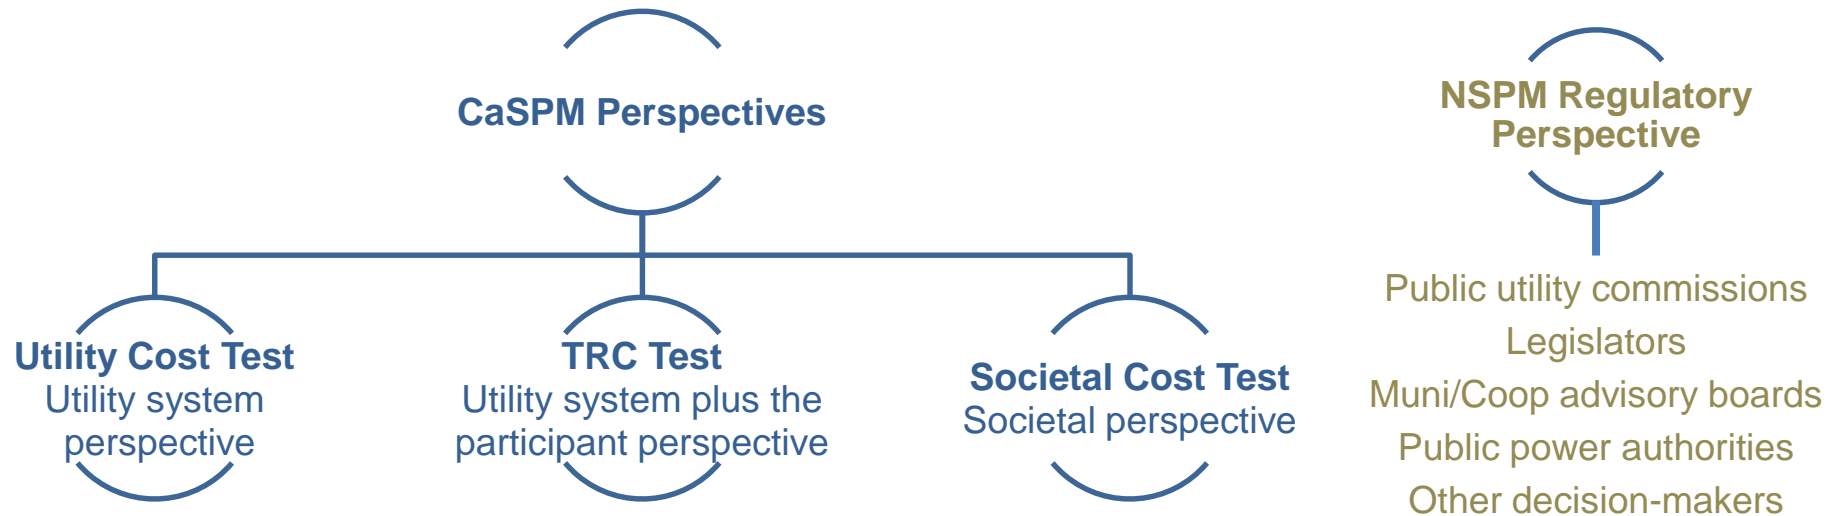 CaSPM Perspectives
Utility Cost Test
Utility system
perspective
TRC Test
Utility system plus the
participant perspective
Societal Cost Test
Societal perspective
NSPM Regulatory
Perspective
Public utility commissions
Legislators
Muni/Coop advisory boards
Public power authorities
Other decision-makers